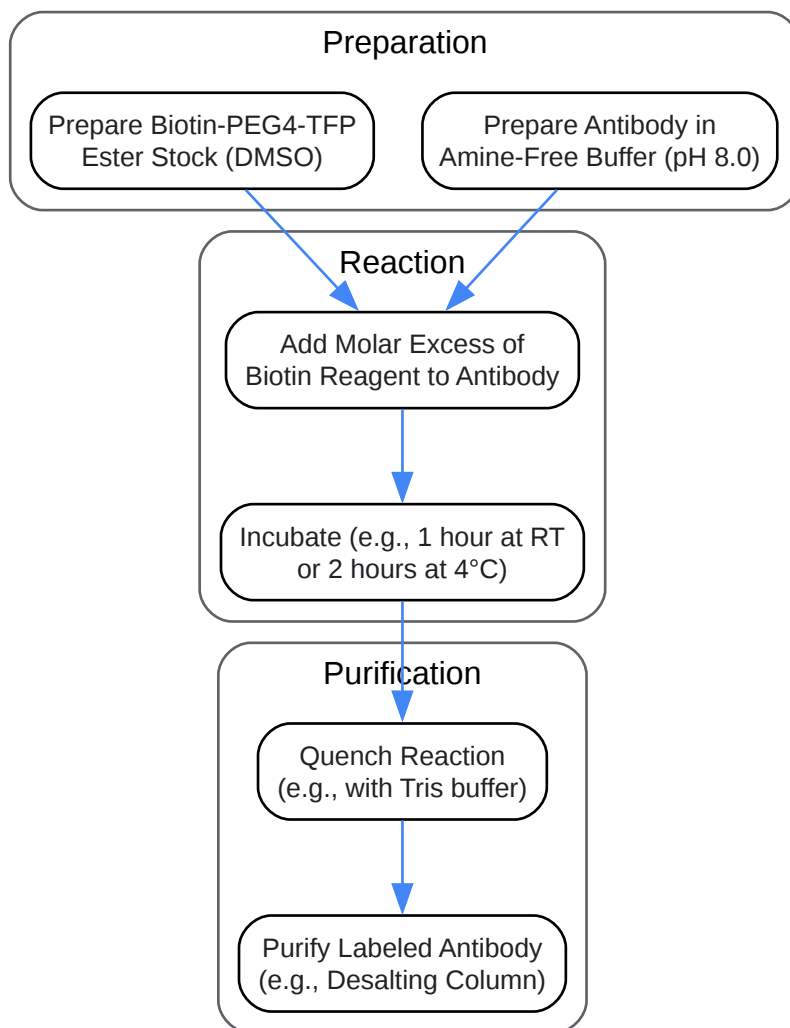 Preparation
Prepare Biotin-PEG4-TFP
Ester Stock (DMSO)
Prepare Antibody in
Amine-Free Buffer (pH 8.0)
Reaction
Add Molar Excess of
Biotin Reagent to Antibody
Incubate (e.g., 1 hour at RT
or 2 hours at 4°C)
Purification
Quench Reaction
(e.g., with Tris buffer)
Purify Labeled Antibody
(e.g., Desalting Column)